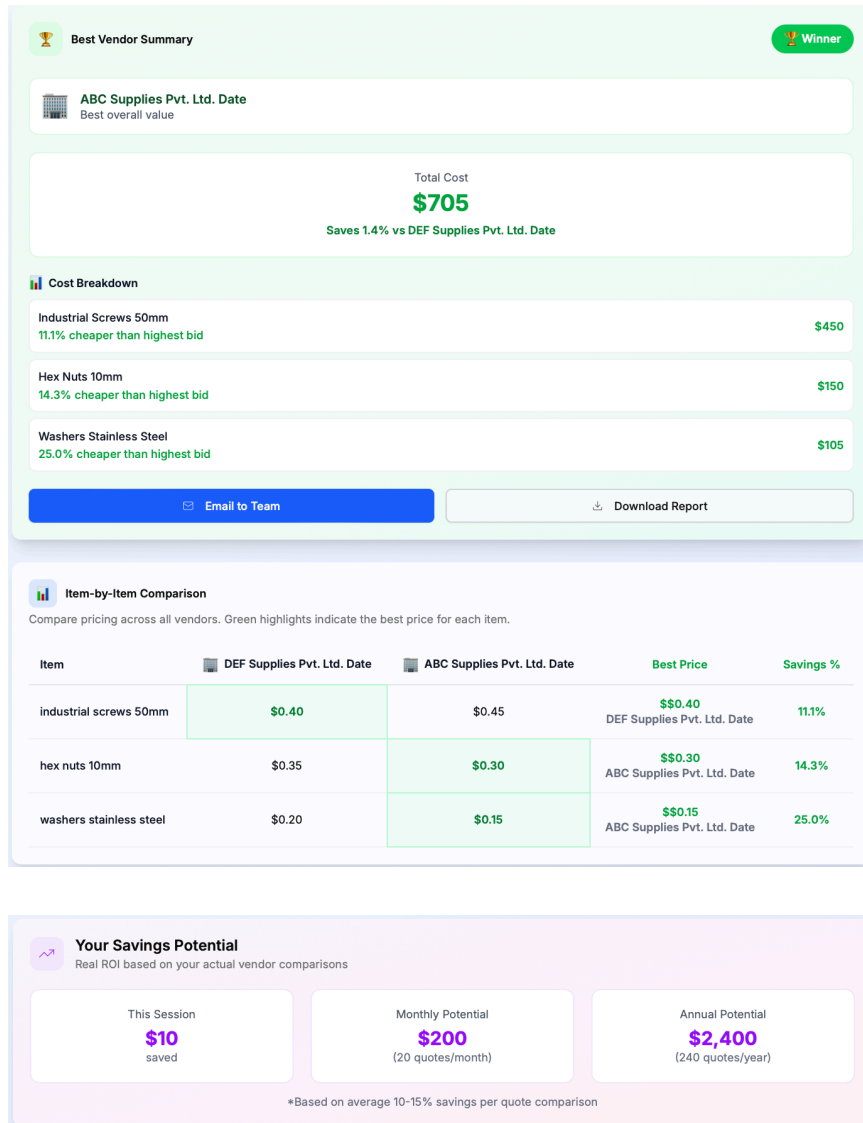 🏆 Best Vendor Summary
🏆 Winner
ABC Supplies Pvt. Ltd. Date
Best overall value
Total Cost
$705
Saves 1.4% vs DEF Supplies Pvt. Ltd. Date
📊 Cost Breakdown
Industrial Screws 50mm
11.1% cheaper than highest bid
$450
Hex Nuts 10mm
14.3% cheaper than highest bid
$150
Washers Stainless Steel
25.0% cheaper than highest bid
$105
Email to Team
Download Report
📊 Item-by-Item Comparison
Compare pricing across all vendors. Green highlights indicate the best price for each item.
Item 🏢 DEF Supplies Pvt. Ltd. Date 🏢 ABC Supplies Pvt. Ltd. Date Best Price Savings %
industrial screws 50mm $0.40 $0.45 $$0.40 DEF Supplies Pvt. Ltd. Date 11.1%
hex nuts 10mm $0.35 $0.30 $$0.30 ABC Supplies Pvt. Ltd. Date 14.3%
washers stainless steel $0.20 $0.15 $$0.15 ABC Supplies Pvt. Ltd. Date 25.0%
Your Savings Potential
Real ROI based on your actual vendor comparisons
This Session
$10
saved
Monthly Potential
$200
(20 quotes/month)
Annual Potential
$2,400
(240 quotes/year)
*Based on average 10-15% savings per quote comparison